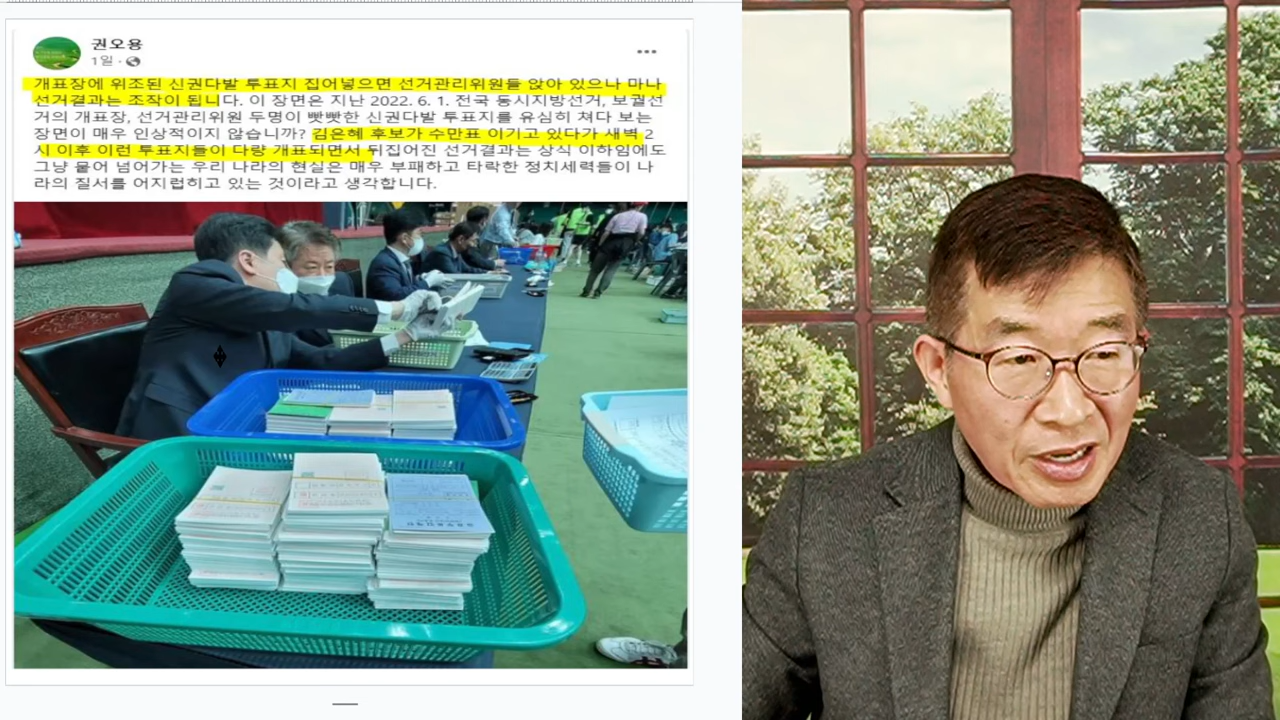 권오용
1일 ·
개표장에 위조된 신권다발 투표지 집어넣으면 선거관리위원들 앉아 있으나 마나
선거결과는 조작이 됩니다. 이 장면은 지난 2022. 6. 1. 전국 동시지방선거, 보궐선
거의 개표장, 선거관리위원 두명이 빳빳한 신권다발 투표지를 유심히 쳐다 보는
장면이 매우 인상적이지 않습니까? 김은혜 후보가 수만표 이기고 있다가 새벽 2
시 이후 이런 투표지들이 다량 개표되면서 뒤집어진 선거결과는 상식 이하임에도
그냥 뭍어 넘어가는 우리 나라의 현실은 매우 부패하고 타락한 정치세력들이 나
라의 질서를 어지럽히고 있는 것이라고 생각합니다.